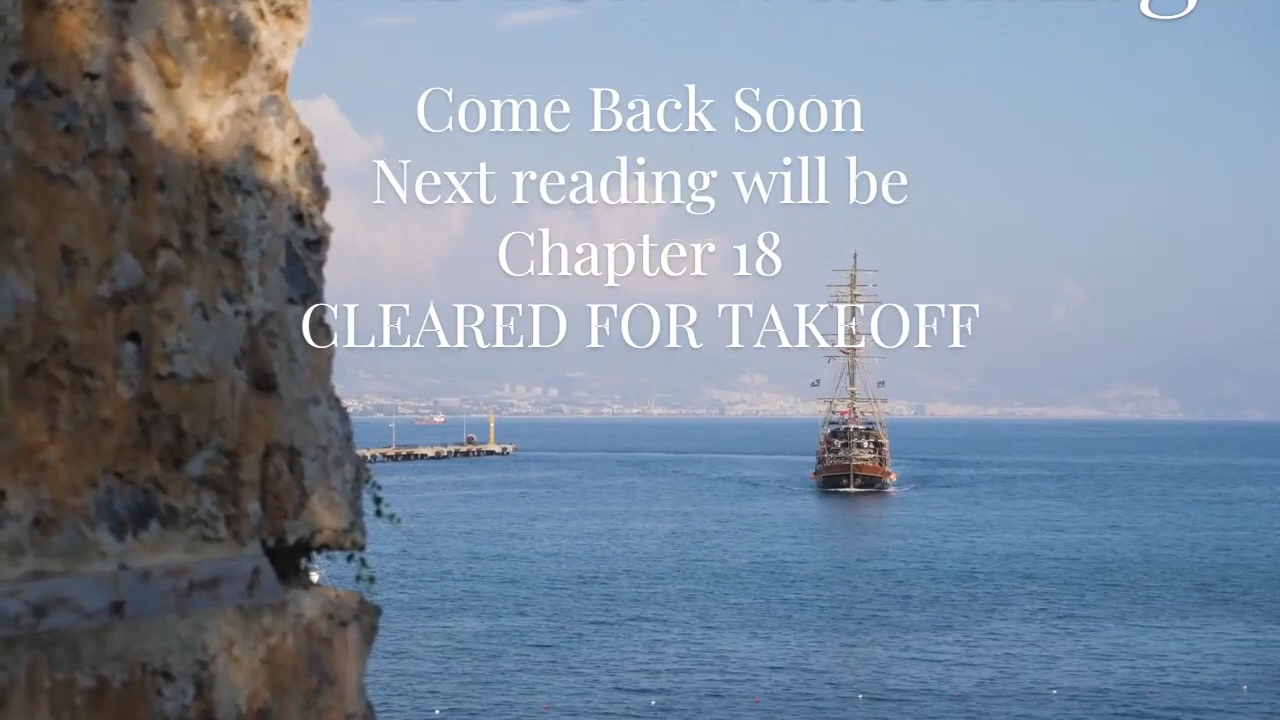 Come Back Soon
Next reading will be
Chapter 18
CLEARED FOR TAKEOFF